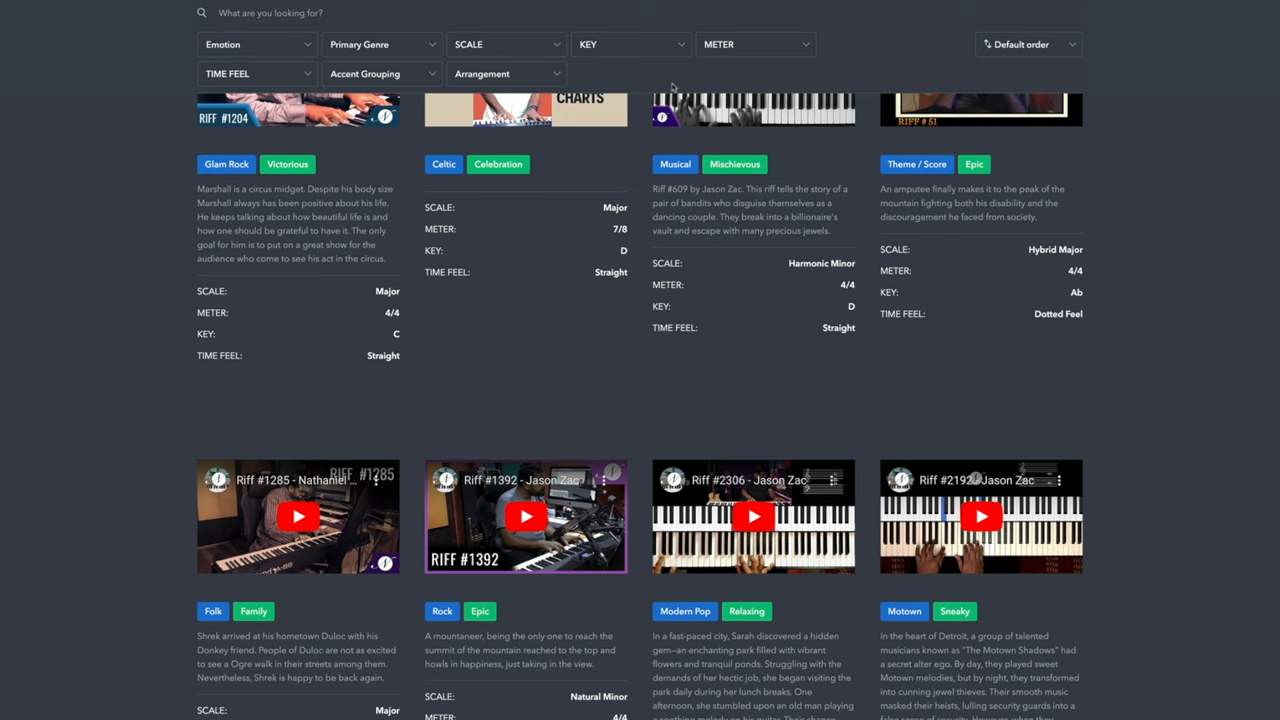 What are you looking for?
Emotion
Primary Genre
SCALE
KEY
METER
Default order
TIME FEEL
Accent Grouping
Arrangement
RIFF #1204
CHARTS
RIFF # 51
Glam Rock Victorious
Marshall is a circus midget. Despite his body size
Marshall always has been positive about his life.
He keeps talking about how beautiful life is and
how one should be grateful to have it. The only
goal for him is to put on a great show for the
audience who come to see his act in the circus.
SCALE: Major
METER: 4/4
KEY: C
TIME FEEL: Straight
Celtic Celebration
SCALE: Major
METER: 7/8
KEY: D
TIME FEEL: Straight
Musical Mischievous
Riff #609 by Jason Zac. This riff tells the story of a
pair of bandits who disguise themselves as a
dancing couple. They break into a billionaire's
vault and escape with many precious jewels.
SCALE: Harmonic Minor
METER: 4/4
KEY: D
TIME FEEL: Straight
Theme / Score Epic
An amputee finally makes it to the peak of the
mountain fighting both his disability and the
discouragement he faced from society.
SCALE: Hybrid Major
METER: 4/4
KEY: Ab
TIME FEEL: Dotted Feel
Riff #1285 - Nathaniel ...
RIFF #1285
Folk Family
Shrek arrived at his hometown Duloc with his
Donkey friend. People of Duloc are not as excited
to see a Ogre walk in their streets among them.
Nevertheless, Shrek is happy to be back again.
SCALE: Major
Riff #1392 - Jason Zac
RIFF #1392
Rock Epic
A mountaneer, being the only one to reach the
summit of the mountain reached to the top and
howls in happiness, just taking in the view.
SCALE: Natural Minor
METER: 4/4
Riff #2306 - Jason Zac
Modern Pop Relaxing
In a fast-paced city, Sarah discovered a hidden
gem—an enchanting park filled with vibrant
flowers and tranquil ponds. Struggling with the
demands of her hectic job, she began visiting the
park daily during her lunch breaks. One
afternoon, she stumbled upon an old man playing
a soothing melody on his guitar. Their chance
Riff #2192 - Jason Zac
Motown Sneaky
In the heart of Detroit, a group of talented
musicians known as "The Motown Shadows" had
a secret alter ego. By day, they played sweet
Motown melodies, but by night, they transformed
into cunning jewel thieves. Their smooth music
masked their heists, lulling security guards into
a false sense of security. However, when they